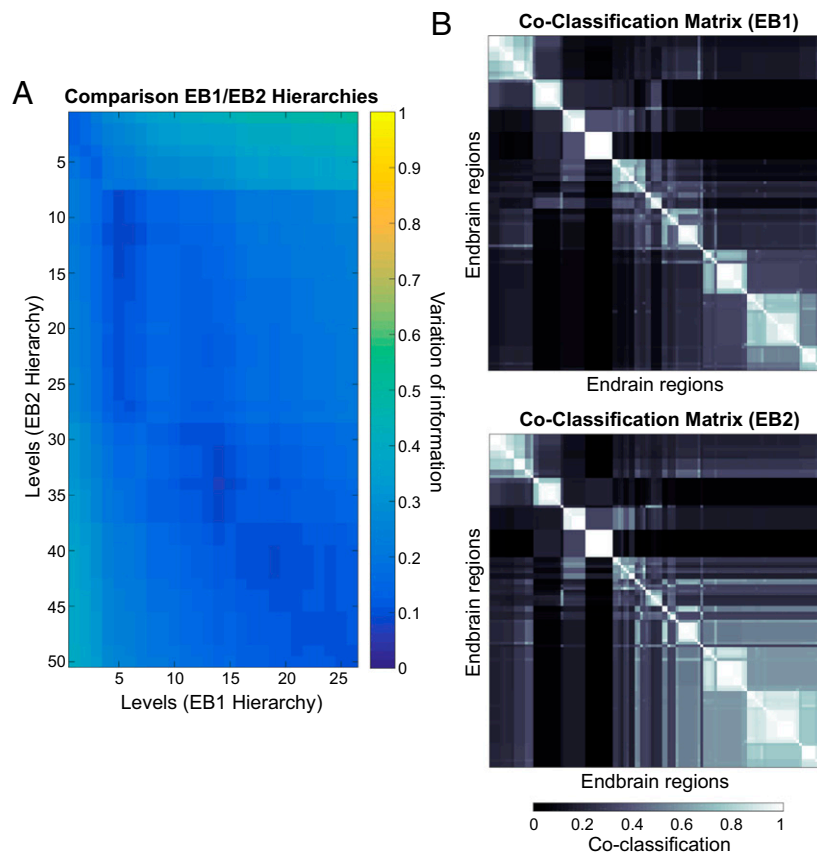 A
Comparison EB1/EB2 Hierarchies
5
10
15
20
25
30
35
40
45
50
Levels (EB2 Hierarchy)
5
10
15
20
25
Levels (EB1 Hierarchy)
1
0.9
0.8
0.7
0.6
0.5
0.4
0.3
0.2
0.1
0
Variation of information
B
Co-Classification Matrix (EB1)
Endbrain regions
Endrain regions
Co-Classification Matrix (EB2)
Endbrain regions
Endbrain regions
0
0.2
0.4
0.6
0.8
1
Co-classification